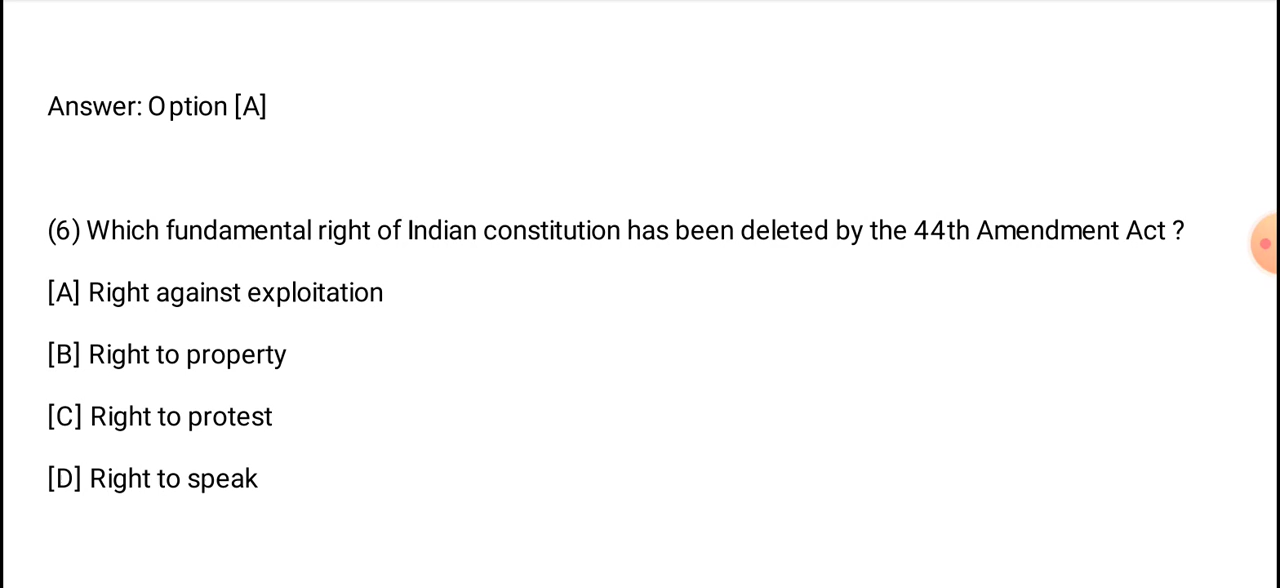 Answer: Option [A]
(6) Which fundamental right of Indian constitution has been deleted by the 44th Amendment Act ?
[A] Right against exploitation
[B] Right to property
[C] Right to protest
[D] Right to speak